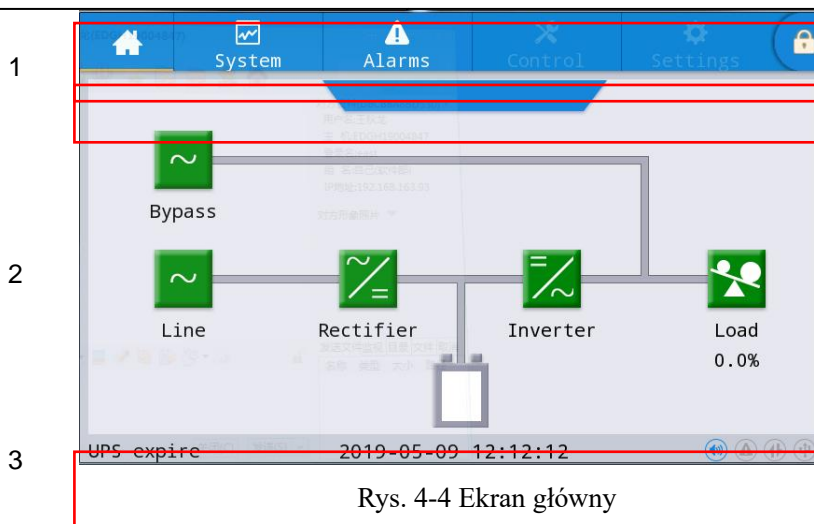 1
System
Alarms
Control
Settings
Bypass
2
Line
Rectifier
Inverter
Load
0.0%
3
UPS expire
2019-05-09 12:12:12
Rys. 4-4 Ekran główny